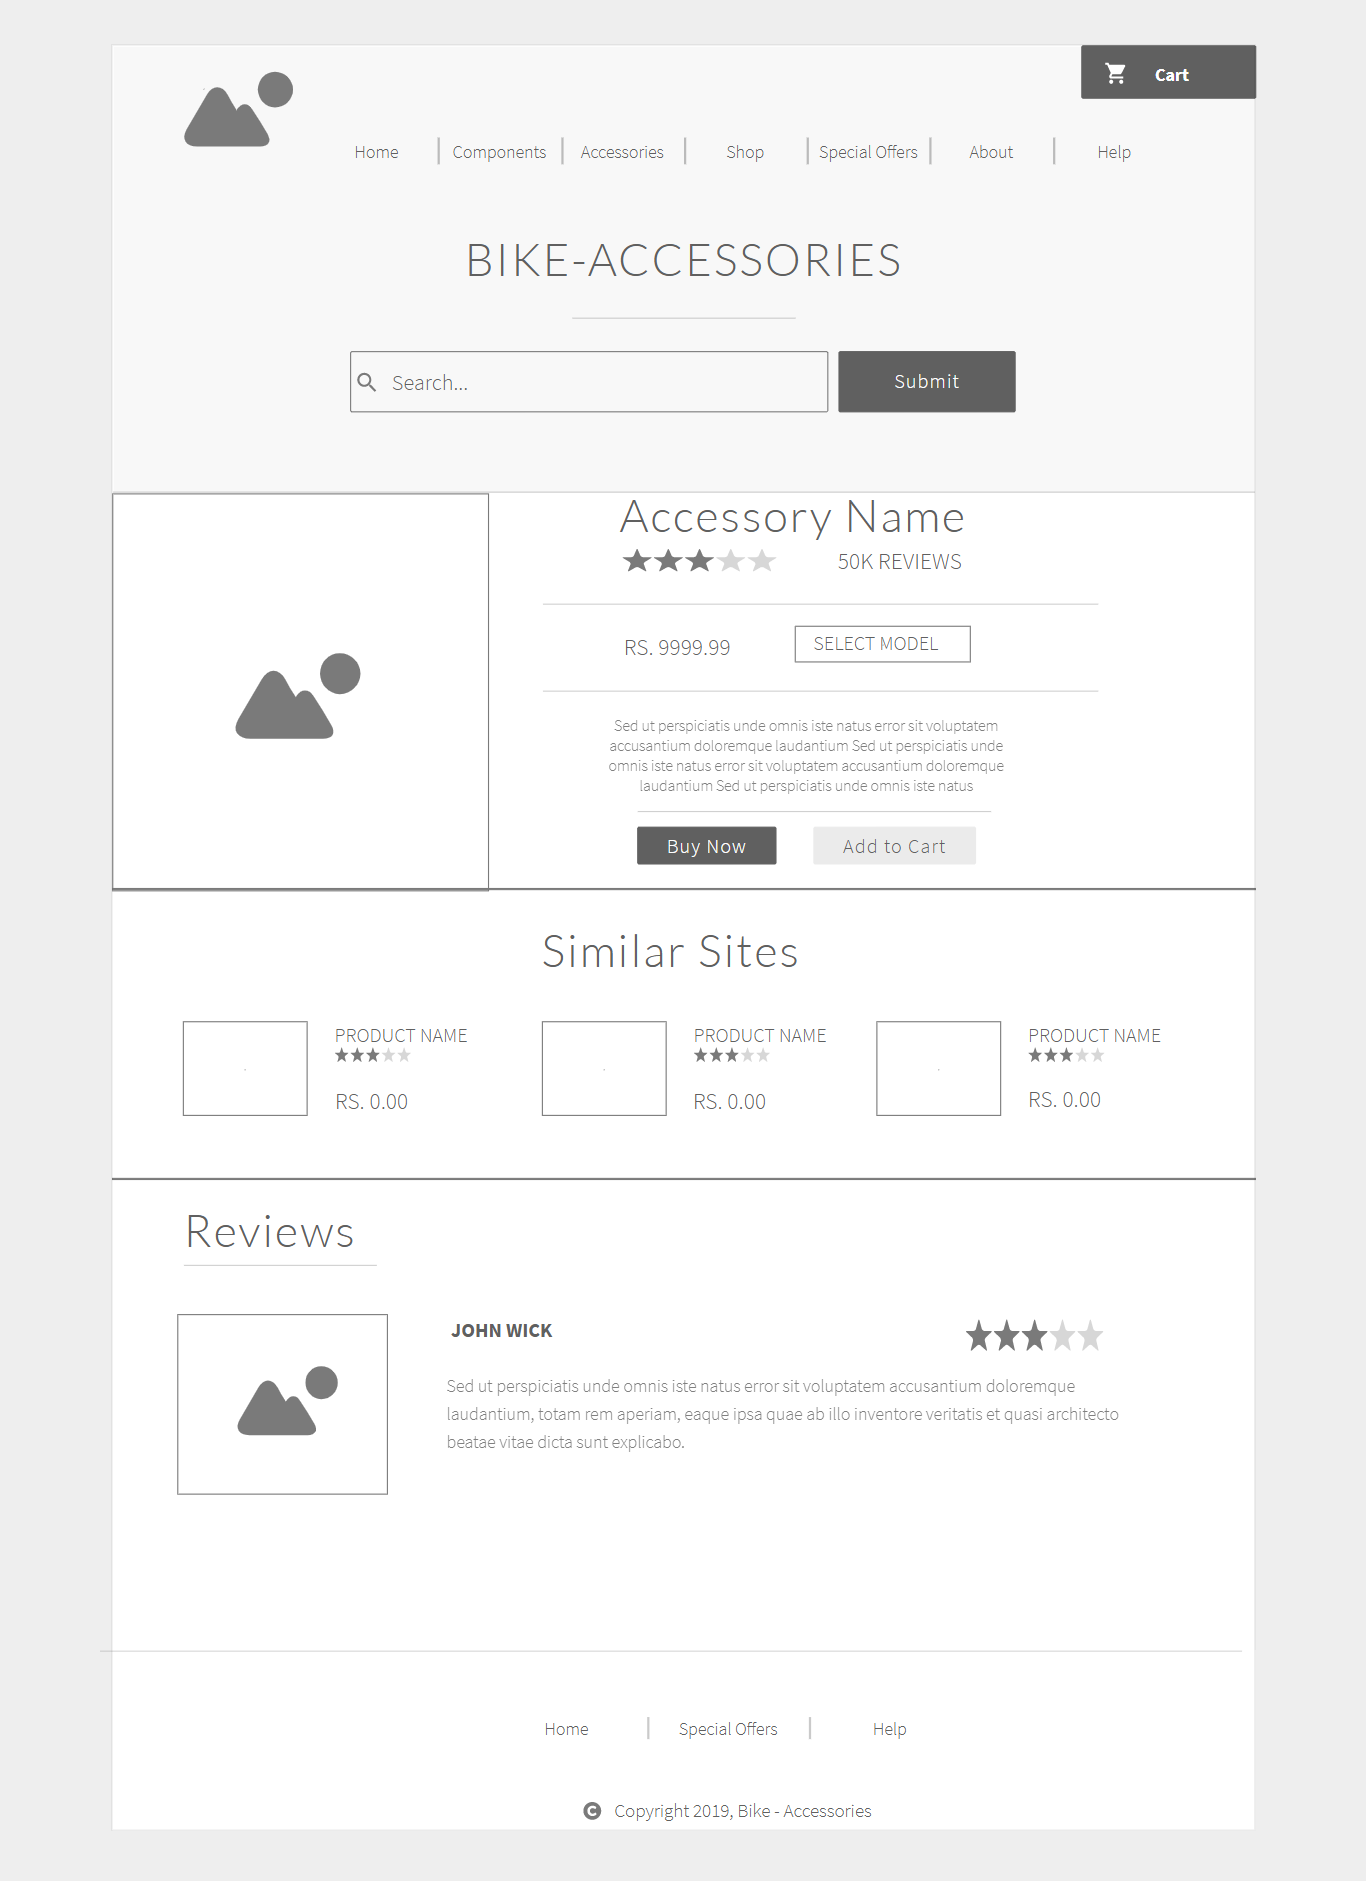 Cart
Home Components Accessories Shop Special Offers About Help
BIKE-ACCESSORIES
Search...
Submit
Accessory Name
50K REVIEWS
RS. 9999.99
SELECT MODEL
Sed ut perspiciatis unde omnis iste natus error sit voluptatem
accusantium doloremque laudantium Sed ut perspiciatis unde
omnis iste natus error sit voluptatem accusantium doloremque
laudantium Sed ut perspiciatis unde omnis iste natus
Buy Now
Add to Cart
Similar Sites
PRODUCT NAME
RS. 0.00
PRODUCT NAME
RS. 0.00
PRODUCT NAME
RS. 0.00
Reviews
JOHN WICK
Sed ut perspiciatis unde omnis iste natus error sit voluptatem accusantium doloremque
laudantium, totam rem aperiam, eaque ipsa quae ab illo inventore veritatis et quasi architecto
beatae vitae dicta sunt explicabo.
Home Special Offers Help
© Copyright 2019, Bike - Accessories